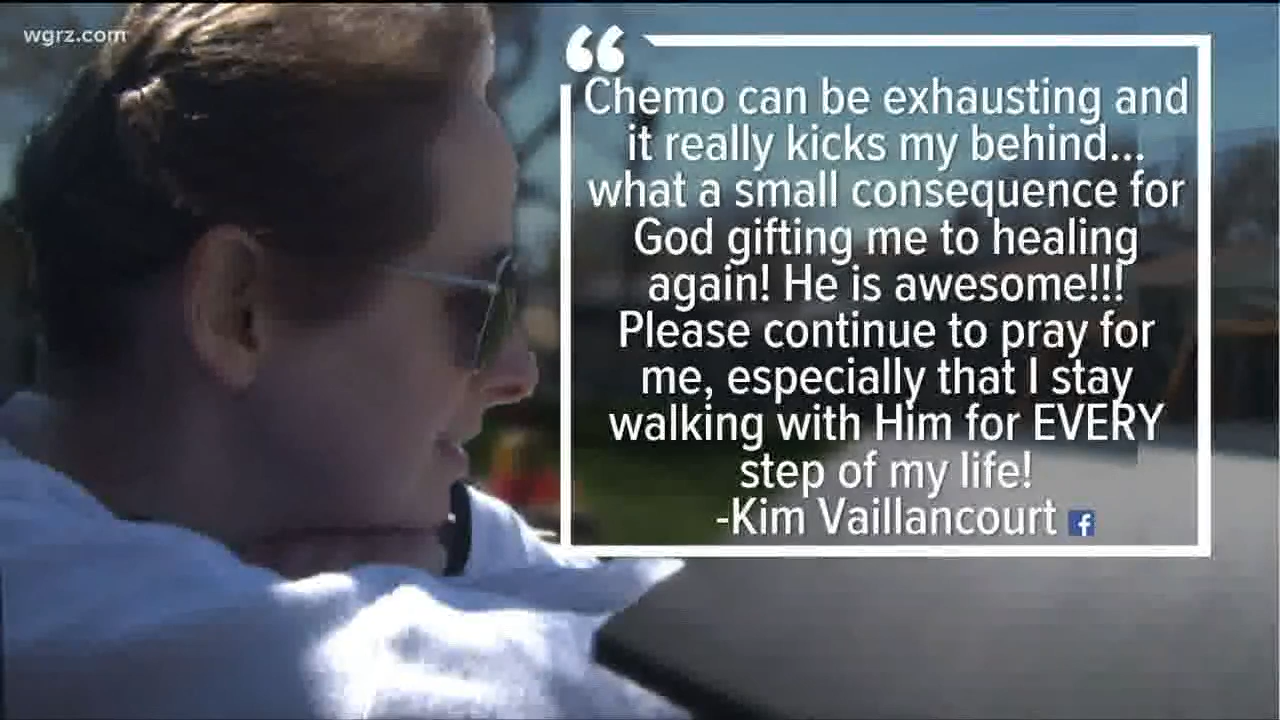 wgrz.com
“
Chemo can be exhausting and
it really kicks my behind...
what a small consequence for
God gifting me to healing
again! He is awesome!!!
Please continue to pray for
me, especially that I stay
walking with Him for EVERY
step of my life!
-Kim Vaillancourt f